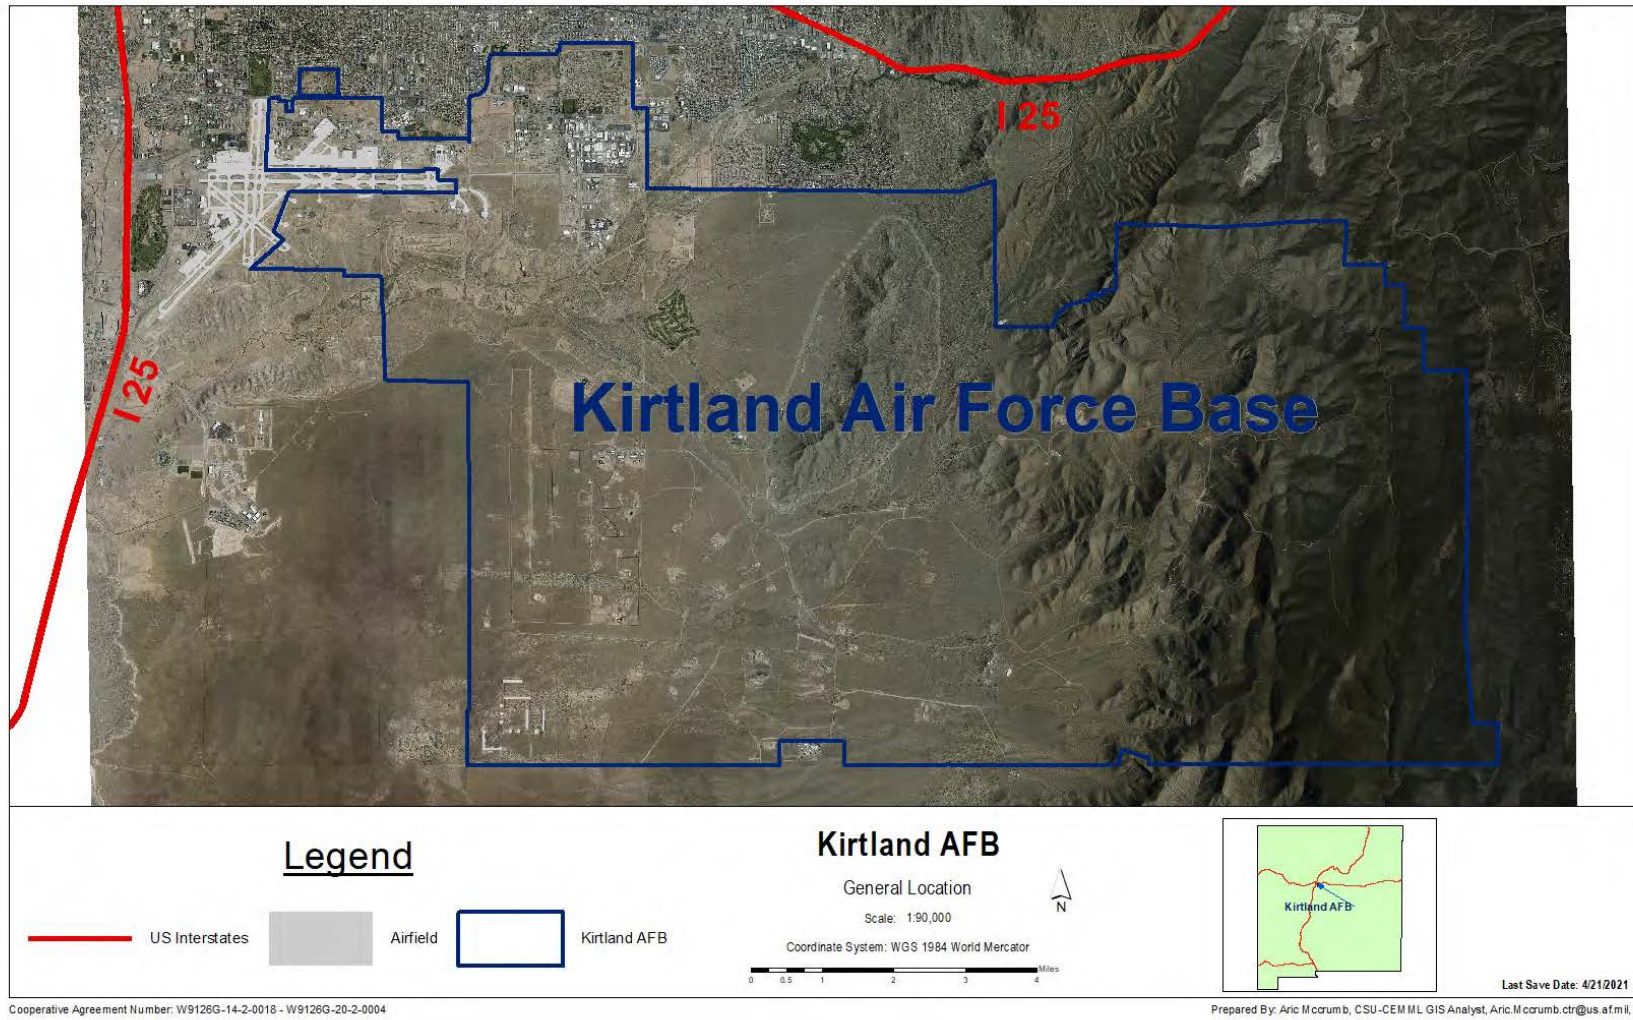 I 25
I 25
Kirtland Air Force Base
Legend
US Interstates
Airfield
Kirtland AFB
Kirtland AFB
General Location
Scale: 1:90,000
Coordinate System: WGS 1984 World Mercator
Miles
0 0.5 1 2 3 4
N
Kirtland AFB
Last Save Date: 4/21/2021
Cooperative Agreement Number: W9126G-14-2-0018 - W9126G-20-2-0004
Prepared By: Aric Mccrumb, CSU-CEMML GIS Analyst, Aric.Mccrumb.ctr@us.af.mil,